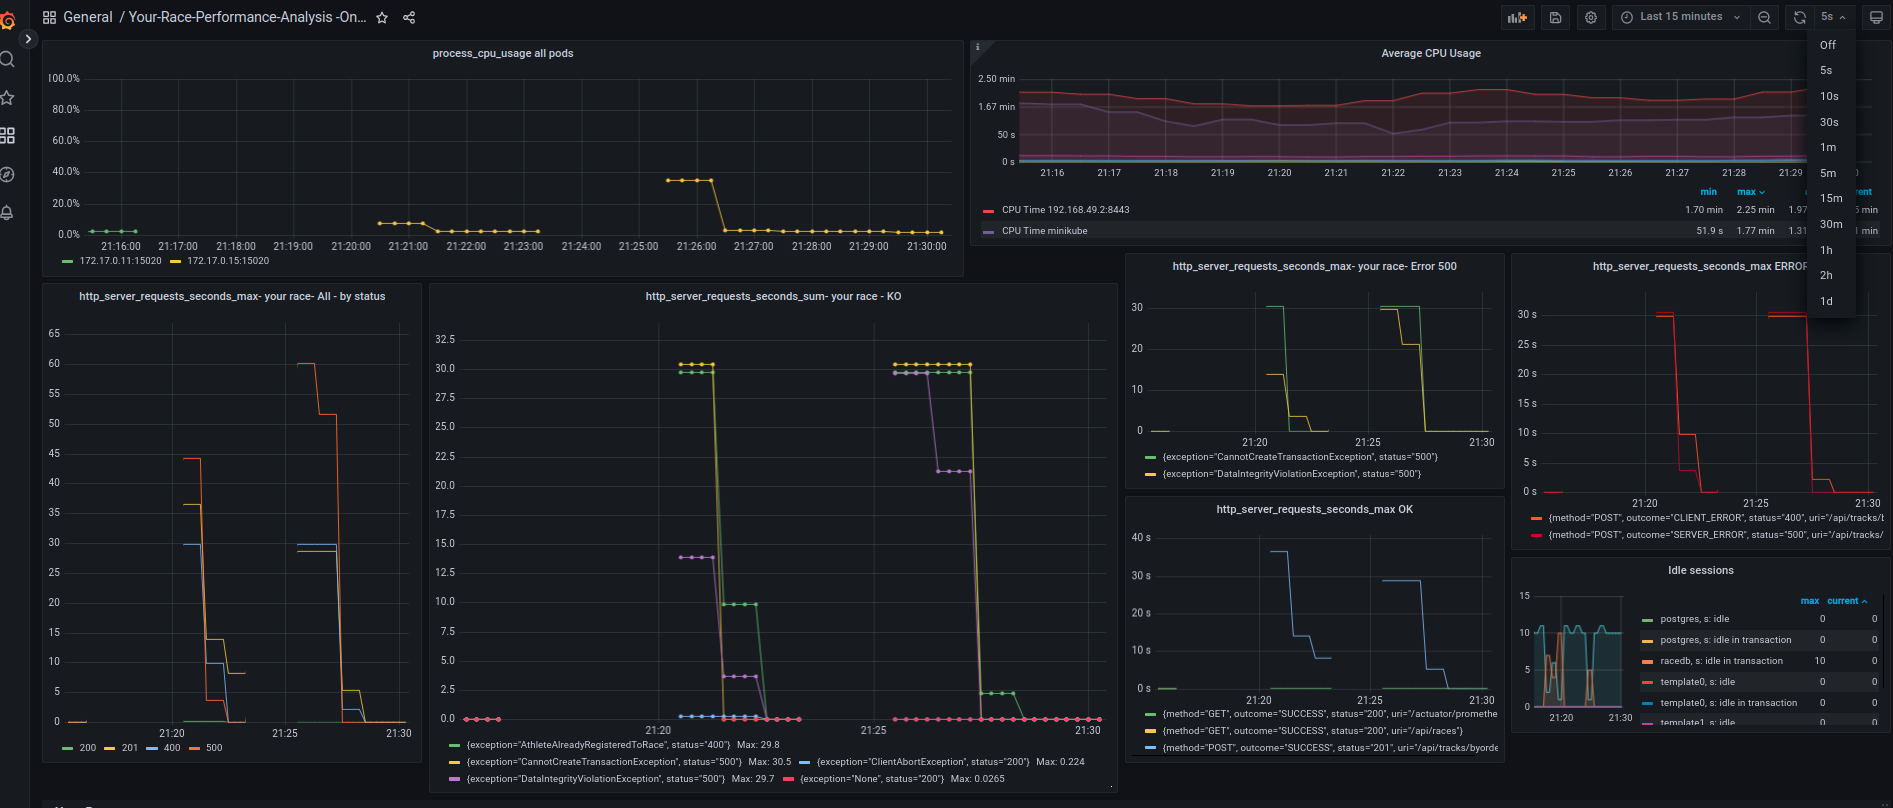 General / Your-Race-Performance-Analysis -On...
Last 15 minutes
5s
Off
5s
10s
30s
1m
5m
15m
30m
1h
2h
1d
process_cpu_usage all pods
100.0%
80.0%
60.0%
40.0%
20.0%
0.0%
21:16:00 21:17:00 21:18:00 21:19:00 21:20:00 21:21:00 21:22:00 21:23:00 21:24:00 21:25:00 21:26:00 21:27:00 21:28:00 21:29:00 21:30:00
172.17.0.11:15020 172.17.0.15:15020
i
Average CPU Usage
2.50 min
1.67 min
50 s
0 s
21:16 21:17 21:18 21:19 21:20 21:21 21:22 21:23 21:24 21:25 21:26 21:27 21:28 21:29
min max
CPU Time 192.168.49.2:8443 1.70 min 2.25 min 1.97
CPU Time minikube 51.9 s 1.77 min 1.31 min
http_server_requests_seconds_max- your race- All - by status
65
60
55
50
45
40
35
30
25
20
15
10
5
0
21:20 21:25 21:30
200 201 400 500
http_server_requests_seconds_sum- your race - KO
32.5
30.0
27.5
25.0
22.5
20.0
17.5
15.0
12.5
10.0
7.5
5.0
2.5
0.0
21:20 21:25 21:30
{exception="AthleteAlreadyRegisteredToRace", status="400"} Max: 29.8
{exception="CannotCreateTransactionException", status="500"} Max: 30.5 {exception="ClientAbortException", status="200"} Max: 0.224
{exception="DataIntegrityViolationException", status="500"} Max: 29.7 {exception="None", status="200"} Max: 0.0265
http_server_requests_seconds_max- your race- Error 500
30
20
10
0
21:20 21:25 21:30
{exception="CannotCreateTransactionException", status="500"}
{exception="DataIntegrityViolationException", status="500"}
http_server_requests_seconds_max OK
40 s
30 s
20 s
10 s
0 s
21:20 21:25 21:30
{method="GET", outcome="SUCCESS", status="200", uri="/actuator/promethe
{method="GET", outcome="SUCCESS", status="200", uri="/api/races"}
{method="POST", outcome="SUCCESS", status="201", uri="/api/tracks/byorde
http_server_requests_seconds_max ERROR
30 s
25 s
20 s
15 s
10 s
5 s
0 s
21:20 21:25 21:30
{method="POST", outcome="CLIENT_ERROR", status="400", uri="/api/tracks/b
{method="POST", outcome="SERVER_ERROR", status="500", uri="/api/tracks/
Idle sessions
15
10
5
0
21:20 21:30
max current
postgres, s: idle 0 0
postgres, s: idle in transaction 0 0
racedb, s: idle in transaction 10 0
template0, s: idle 0 0
template0, s: idle in transaction 0 0
template1, s: idle 0 0